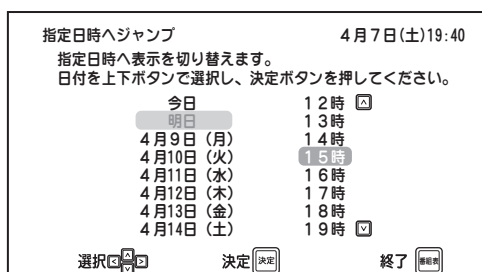 指定日時へジャンプ 4月7日(土)19:40
指定日時へ表示を切り替えます。
日付を上下ボタンで選択し、決定ボタンを押してください。
今日 12時
明日 13時
4月9日（月） 14時
4月10日（火） 15時
4月11日（水） 16時
4月12日（木） 17時
4月13日（金） 18時
4月14日（土） 19時
選択 決定 決定 終了 番組表